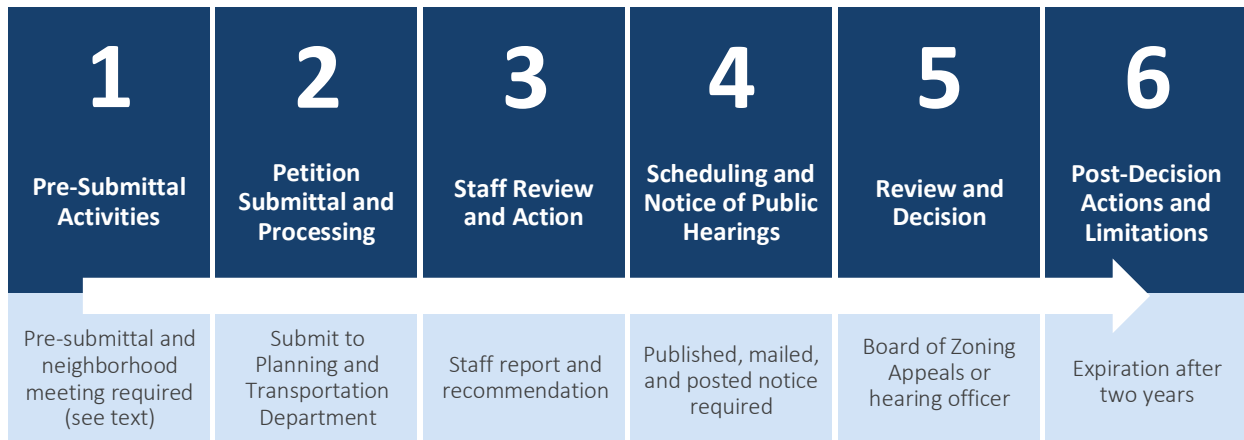 1
Pre-Submittal
Activities
2
Petition
Submittal and
Processing
3
Staff Review
and Action
4
Scheduling and
Notice of Public
Hearings
5
Review and
Decision
6
Post-Decision
Actions and
Limitations
Pre-submittal and
neighborhood
meeting required
(see text)
Submit to
Planning and
Transportation
Department
Staff report and
recommendation
Published, mailed,
and posted notice
required
Board of Zoning
Appeals or
hearing officer
Expiration after
two years